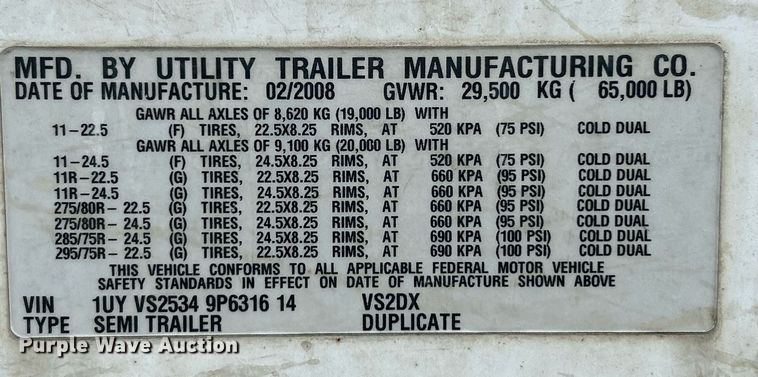 MFD. BY UTILITY TRAILER MANUFACTURING CO.
DATE OF MANUFACTURE: 02/2008 GVWR: 29,500 KG ( 65,000 LB)
GAWR ALL AXLES OF 8,620 KG (19,000 LB) WITH
11-22.5 (F) TIRES, 22.5X8.25 RIMS, AT 520 KPA (75 PSI) COLD DUAL
GAWR ALL AXLES OF 9,100 KG (20,000 LB) WITH
11-24.5 (F) TIRES, 24.5X8.25 RIMS, AT 520 KPA (75 PSI) COLD DUAL
11R-22.5 (G) TIRES, 22.5X8.25 RIMS, AT 660 KPA (95 PSI) COLD DUAL
11R-24.5 (G) TIRES, 24.5X8.25 RIMS, AT 660 KPA (95 PSI) COLD DUAL
275/80R-22.5 (G) TIRES, 22.5X8.25 RIMS, AT 660 KPA (95 PSI) COLD DUAL
275/80R-24.5 (G) TIRES, 24.5X8.25 RIMS, AT 660 KPA (95 PSI) COLD DUAL
285/75R-24.5 (G) TIRES, 24.5X8.25 RIMS, AT 690 KPA (100 PSI) COLD DUAL
295/75R-22.5 (G) TIRES, 22.5X8.25 RIMS, AT 690 KPA (100 PSI) COLD DUAL
THIS VEHICLE CONFORMS TO ALL APPLICABLE FEDERAL MOTOR VEHICLE
SAFETY STANDARDS IN EFFECT ON DATE OF MANUFACTURE SHOWN ABOVE
VIN 1UY VS2534 9P6316 14 VS2DX
TYPE SEMI TRAILER DUPLICATE
Purple Wave Auction